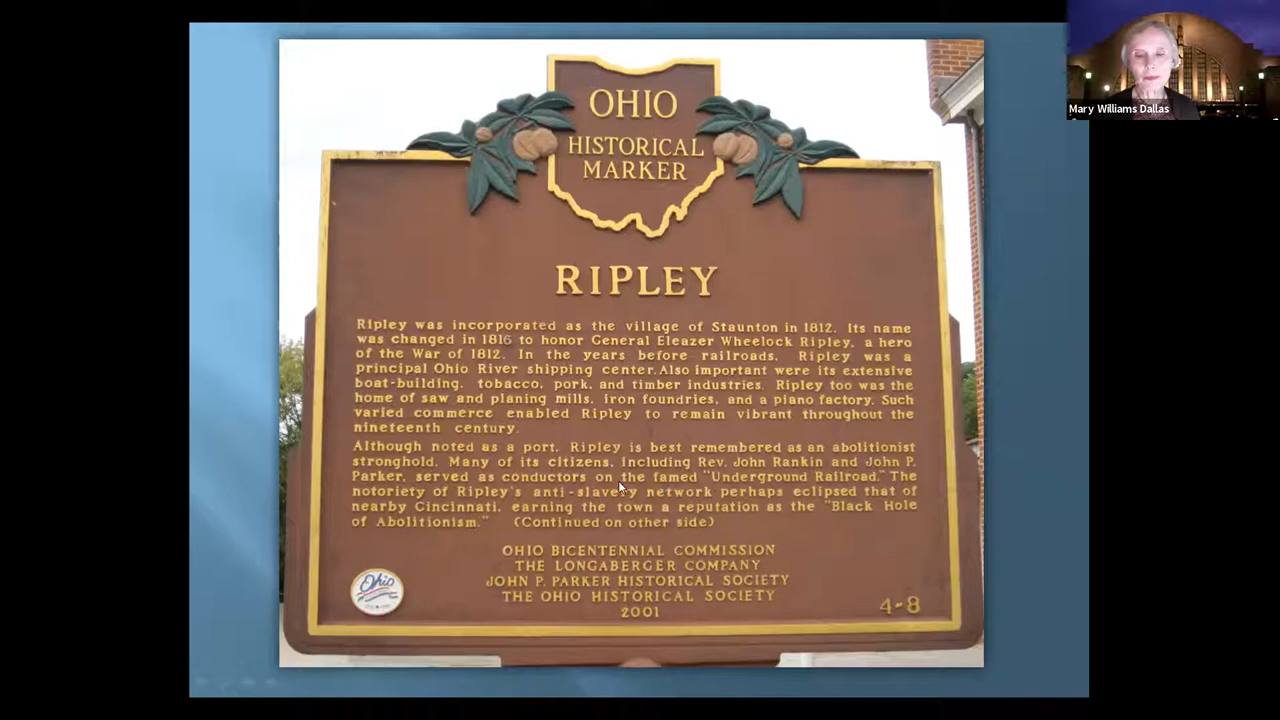 OHIO
HISTORICAL
MARKER
RIPLEY
Ripley was incorporated as the village of Staunton in 1812. Its name
was changed in 1816 to honor General Eleazer Wheelock Ripley, a hero
of the War of 1812. In the years before railroads, Ripley was a
principal Ohio River shipping center. Also important were its extensive
boat-building, tobacco, pork, and timber industries. Ripley too was the
home of saw and planing mills, iron foundries, and a piano factory. Such
varied commerce enabled Ripley to remain vibrant throughout the
nineteenth century.
Although noted as a port, Ripley is best remembered as an abolitionist
stronghold. Many of its citizens, including Rev. John Rankin and John P.
Parker, served as conductors on the famed "Underground Railroad." The
notoriety of Ripley's anti-slavery network perhaps eclipsed that of
nearby Cincinnati, earning the town a reputation as the "Black Hole
of Abolitionism." (Continued on other side)
OHIO BICENTENNIAL COMMISSION
THE LONGABERGER COMPANY
JOHN P. PARKER HISTORICAL SOCIETY
THE OHIO HISTORICAL SOCIETY
2001
4-8
Ohio
Mary Williams Dallas